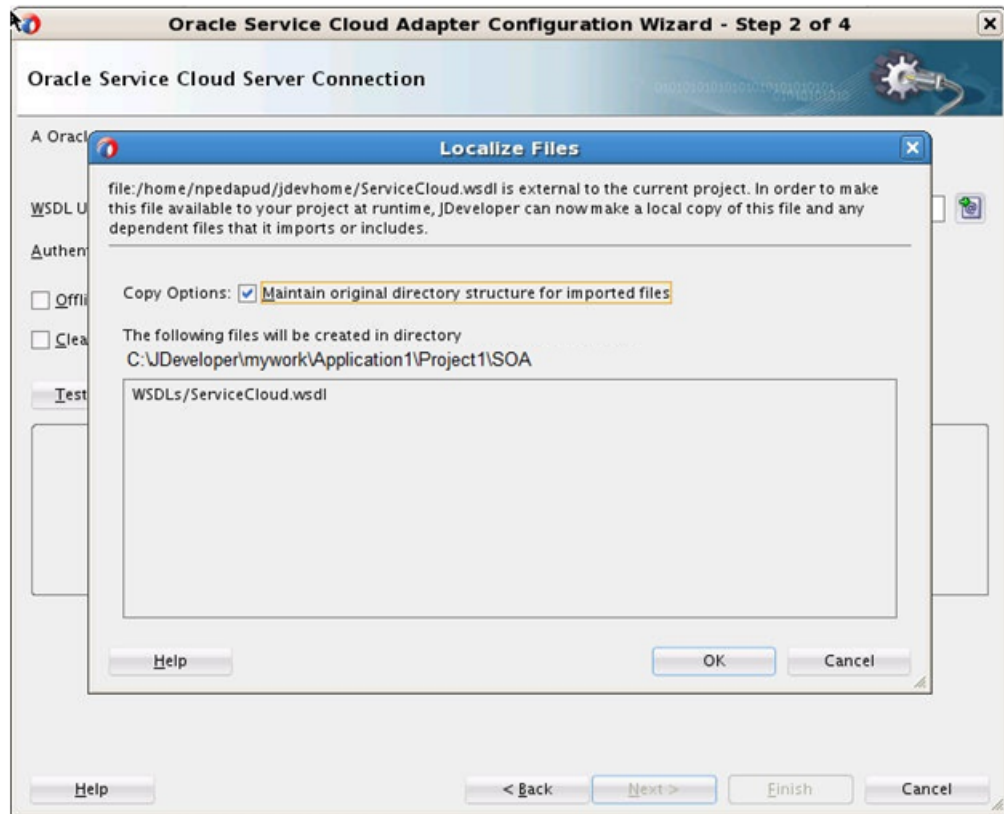 Oracle Service Cloud Adapter Configuration Wizard - Step 2 of 4
Oracle Service Cloud Server Connection
A Oracl
Localize Files
file:/home/npedapud/jdevhome/ServiceCloud.wsdl is external to the current project. In order to make
this file available to your project at runtime, JDeveloper can now make a local copy of this file and any
dependent files that it imports or includes.
WSDL U
Authen
Copy Options: Maintain original directory structure for imported files
Offli
The following files will be created in directory
Clea
C:\JDeveloper\mywork\Application1\Project1\SOA
Test
WSDLs/ServiceCloud.wsdl
Help OK Cancel
Help < Back Next > Finish Cancel